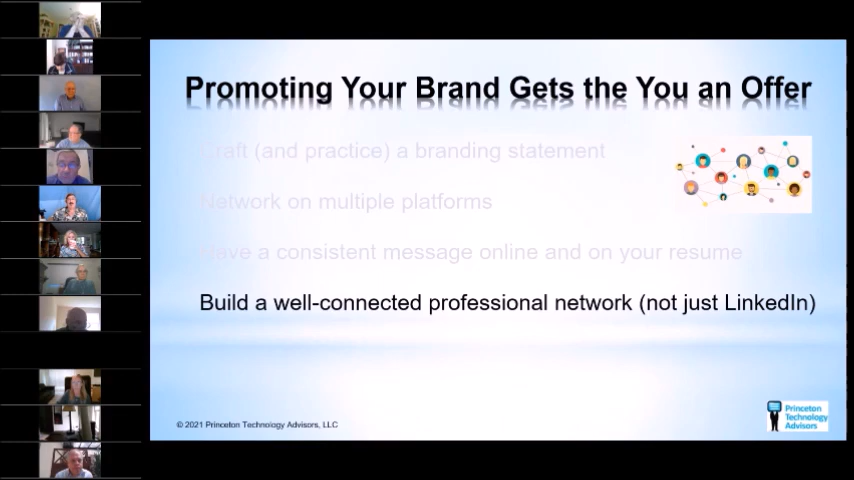 Promoting Your Brand Gets the You an Offer
Craft (and practice) a branding statement
Network on multiple platforms
Have a consistent message online and on your resume
Build a well-connected professional network (not just LinkedIn)
© 2021 Princeton Technology Advisors, LLC
Princeton
Technology
Advisors